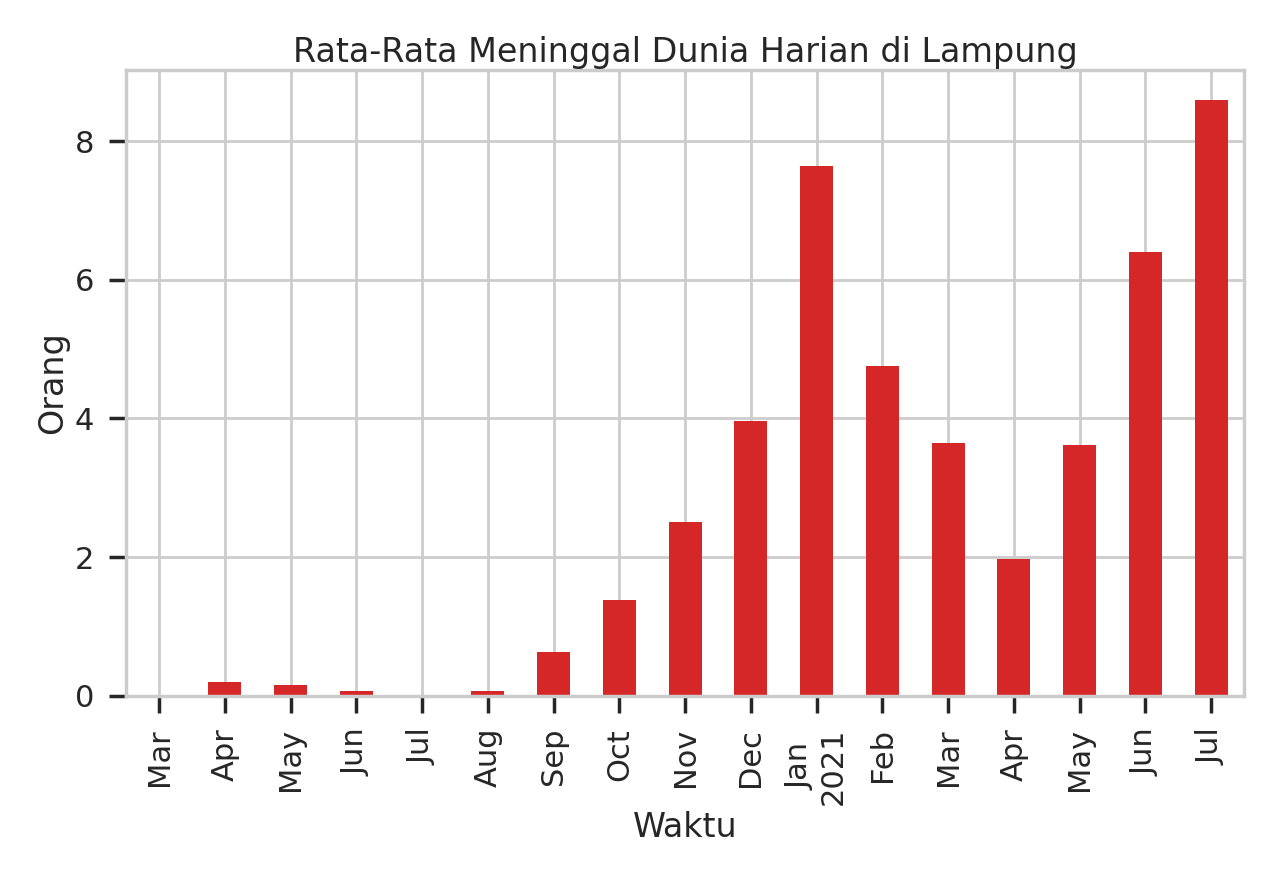 Rata-Rata Meninggal Dunia Harian di Lampung
8
6
4
2
0
Orang
Mar
Apr
May
Jun
Jul
Aug
Sep
Oct
Nov
Dec
Jan
2021
Feb
Mar
Apr
May
Jun
Jul
Waktu